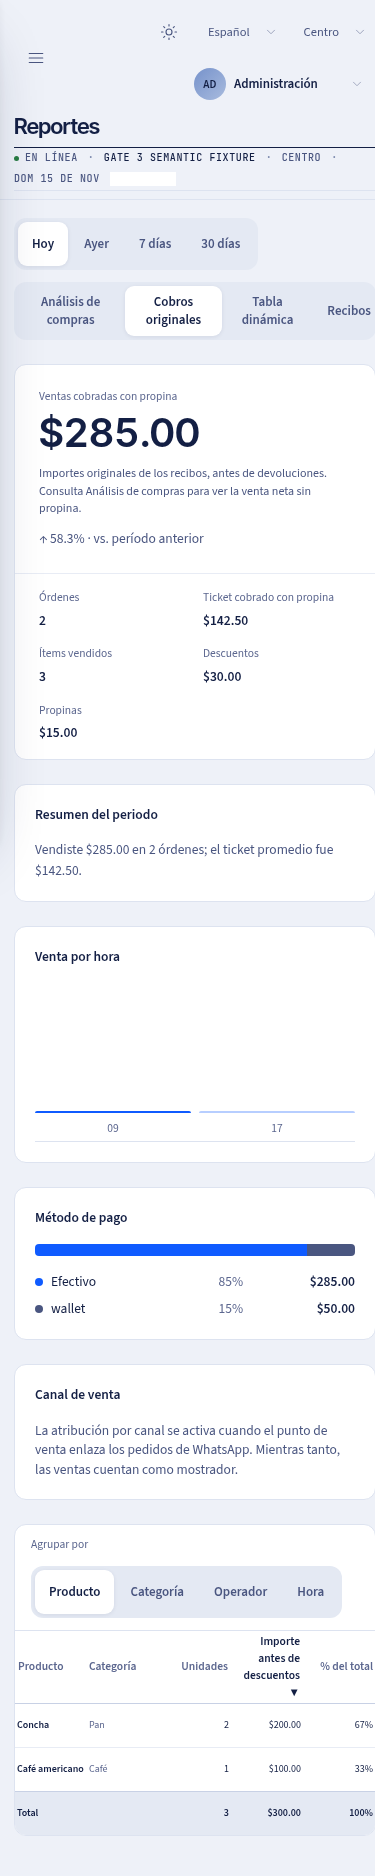 Español
Centro
AD
Administración
Reportes
EN LÍNEA · GATE 3 SEMANTIC FIXTURE · CENTRO ·
DOM 15 DE NOV
Hoy
Ayer
7 días
30 días
Análisis de
compras
Cobros
originales
Tabla
dinámica
Recibos
Ventas cobradas con propina
$285.00
Importes originales de los recibos, antes de devoluciones.
Consulta Análisis de compras para ver la venta neta sin
propina.
↑ 58.3% · vs. período anterior
Órdenes
2
Ticket cobrado con propina
$142.50
Ítems vendidos
3
Descuentos
$30.00
Propinas
$15.00
Resumen del periodo
Vendiste $285.00 en 2 órdenes; el ticket promedio fue
$142.50.
Venta por hora
09
17
Método de pago
Efectivo 85% $285.00
wallet 15% $50.00
Canal de venta
La atribución por canal se activa cuando el punto de
venta enlaza los pedidos de WhatsApp. Mientras tanto,
las ventas cuentan como mostrador.
Agrupar por
Producto
Categoría
Operador
Hora
Producto
Categoría
Unidades
Importe
antes de
descuentos
▼
% del total
Concha Pan 2 $200.00 67%
Café americano Café 1 $100.00 33%
Total 3 $300.00 100%